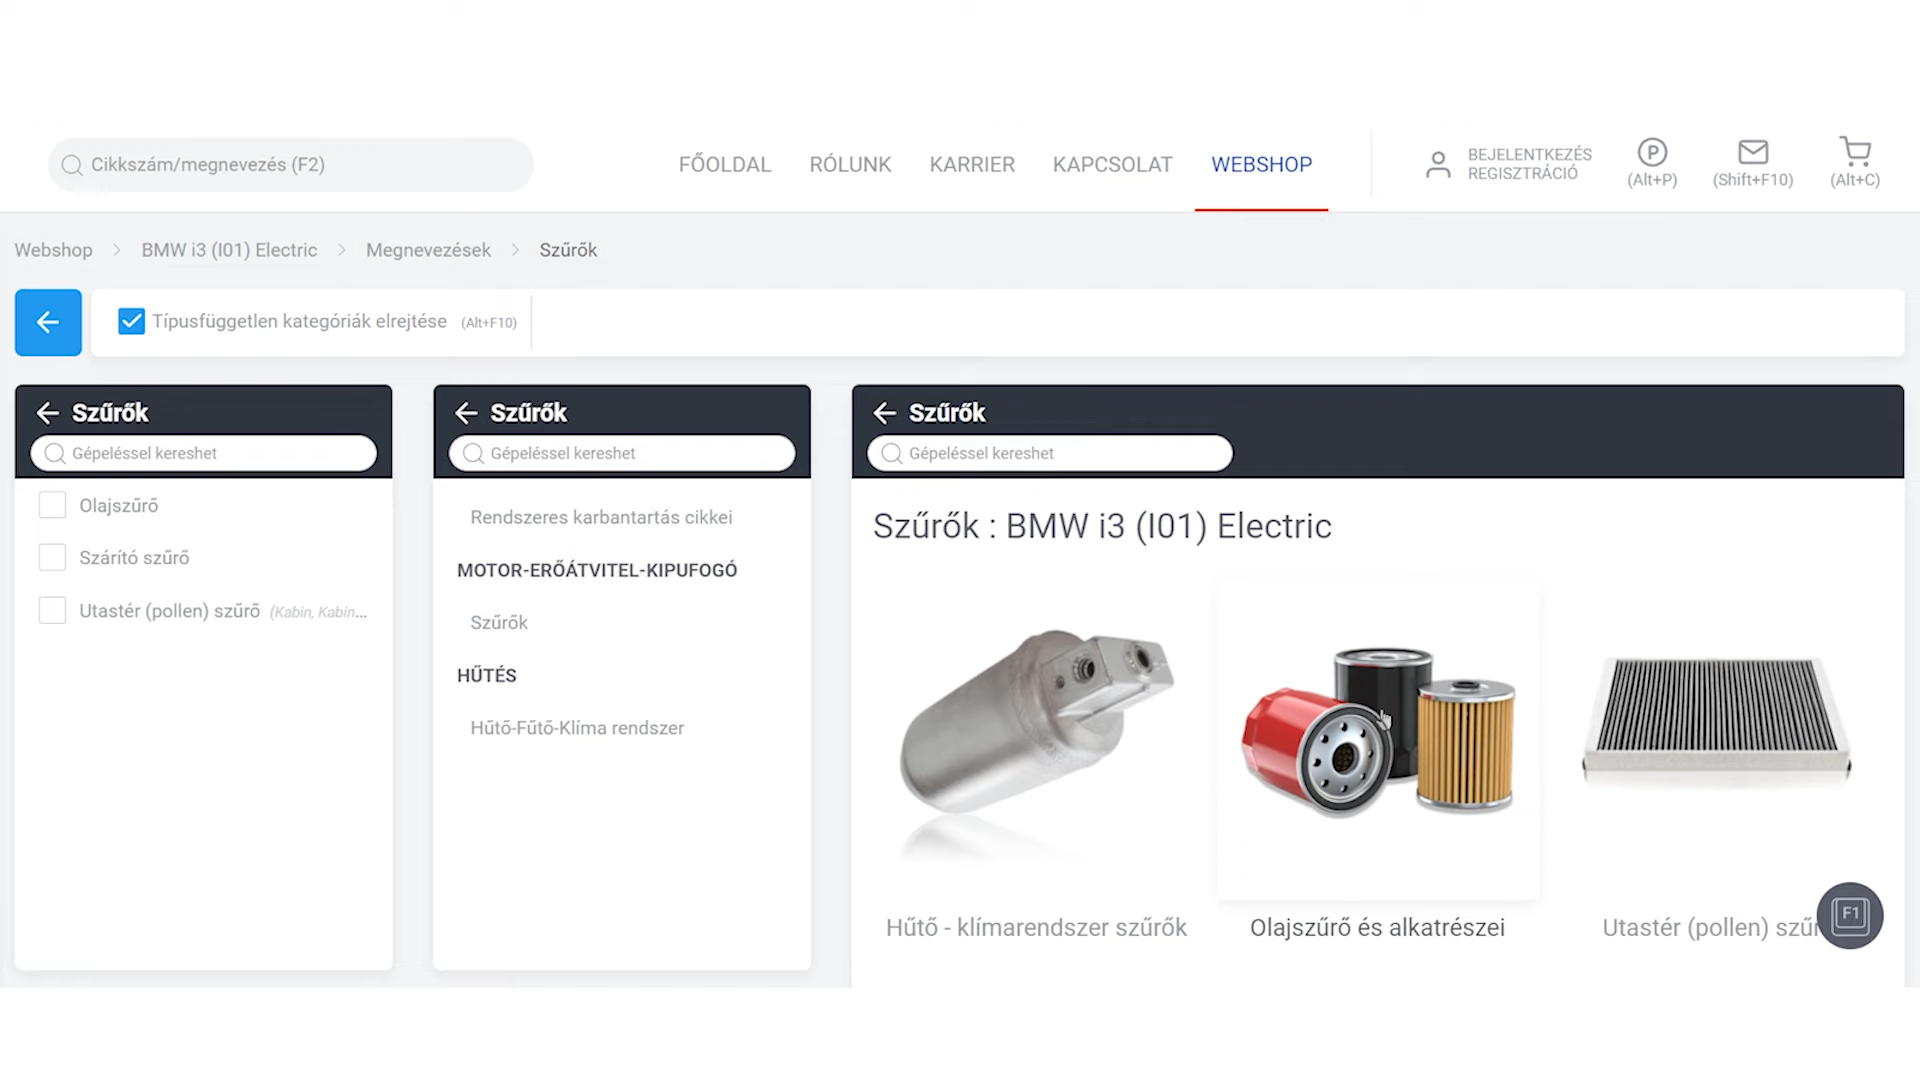 Cikkszám/megnevezés (F2)
FŐOLDAL
RÓLUNK
KARRIER
KAPCSOLAT
WEBSHOP
BEJELENTKEZÉS
REGISZTRÁCIÓ
P
(Alt+P)
(Shift+F10)
(Alt+C)
Webshop
BMW i3 (I01) Electric
Megnevezések
Szűrők
Típusfüggetlen kategóriák elrejtése (Alt+F10)
Szűrők
Gépeléssel kereshet
Olajszűrő
Szárító szűrő
Utastér (pollen) szűrő (Kabin, Kabin...
Szűrők
Gépeléssel kereshet
Rendszeres karbantartás cikkei
MOTOR-ERŐÁTVITEL-KIPUFOGÓ
Szűrők
HŰTÉS
Hűtő-Fűtő-Klíma rendszer
Szűrők
Gépeléssel kereshet
Szűrők : BMW i3 (I01) Electric
Hűtő - klímarendszer szűrők
Olajszűrő és alkatrészei
Utastér (pollen)
F1